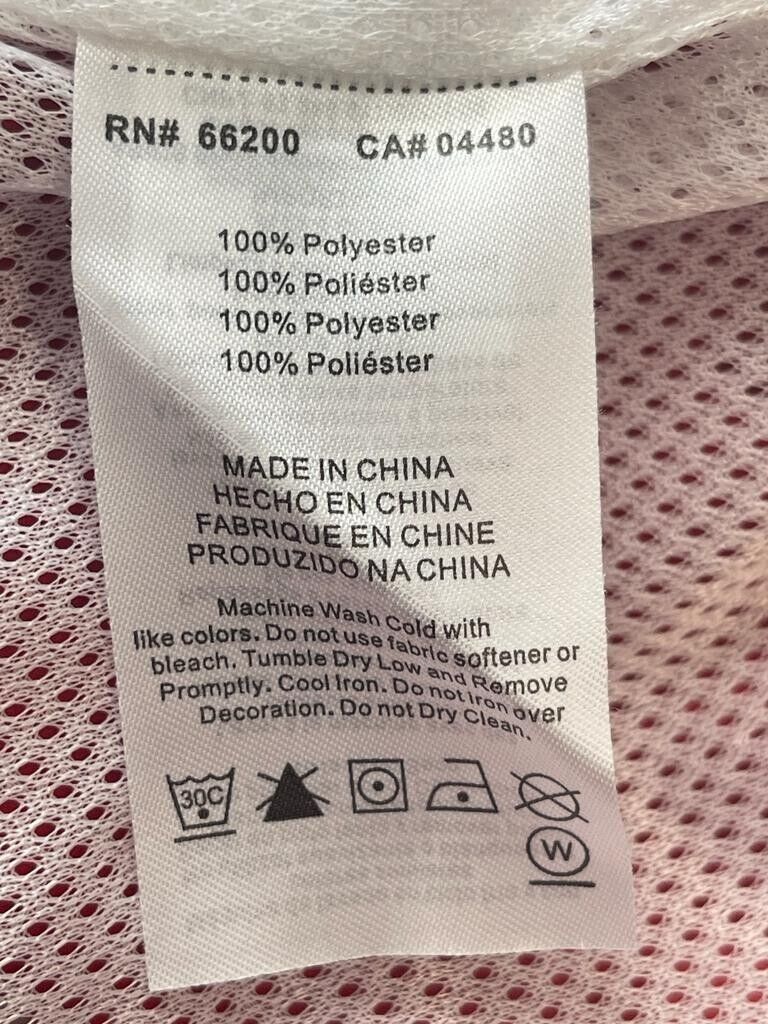 RN# 66200 CA# 04480
100% Polyester
100% Poliéster
100% Polyester
100% Poliéster
MADE IN CHINA
HECHO EN CHINA
FABRIQUE EN CHINE
PRODUZIDO NA CHINA
Machine Wash Cold with
like colors. Do not use fabric softener or
bleach. Tumble Dry Low and Remove
Promptly. Cool Iron. Do not Iron over
Decoration. Do not Dry Clean.
30C
W